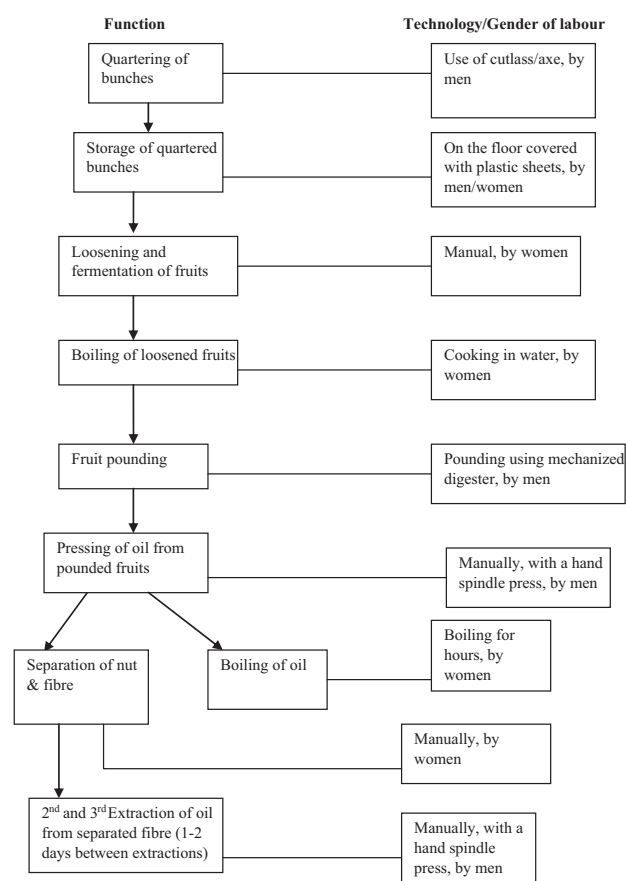 Function
Technology/Gender of labour
Quartering of
bunches
Use of cutlass/axe, by
men
Storage of quartered
bunches
On the floor covered
with plastic sheets, by
men/women
Loosening and
fermentation of fruits
Manual, by women
Boiling of loosened fruits
Cooking in water, by
women
Fruit pounding
Pounding using mechanized
digester, by men
Pressing of oil from
pounded fruits
Manually, with a hand
spindle press, by men
Separation of nut
& fibre
Boiling of oil
Boiling for
hours, by
women
Manually, by
women
2nd and 3rd Extraction of oil
from separated fibre (1-2
days between extractions)
Manually, with a
hand spindle
press, by men